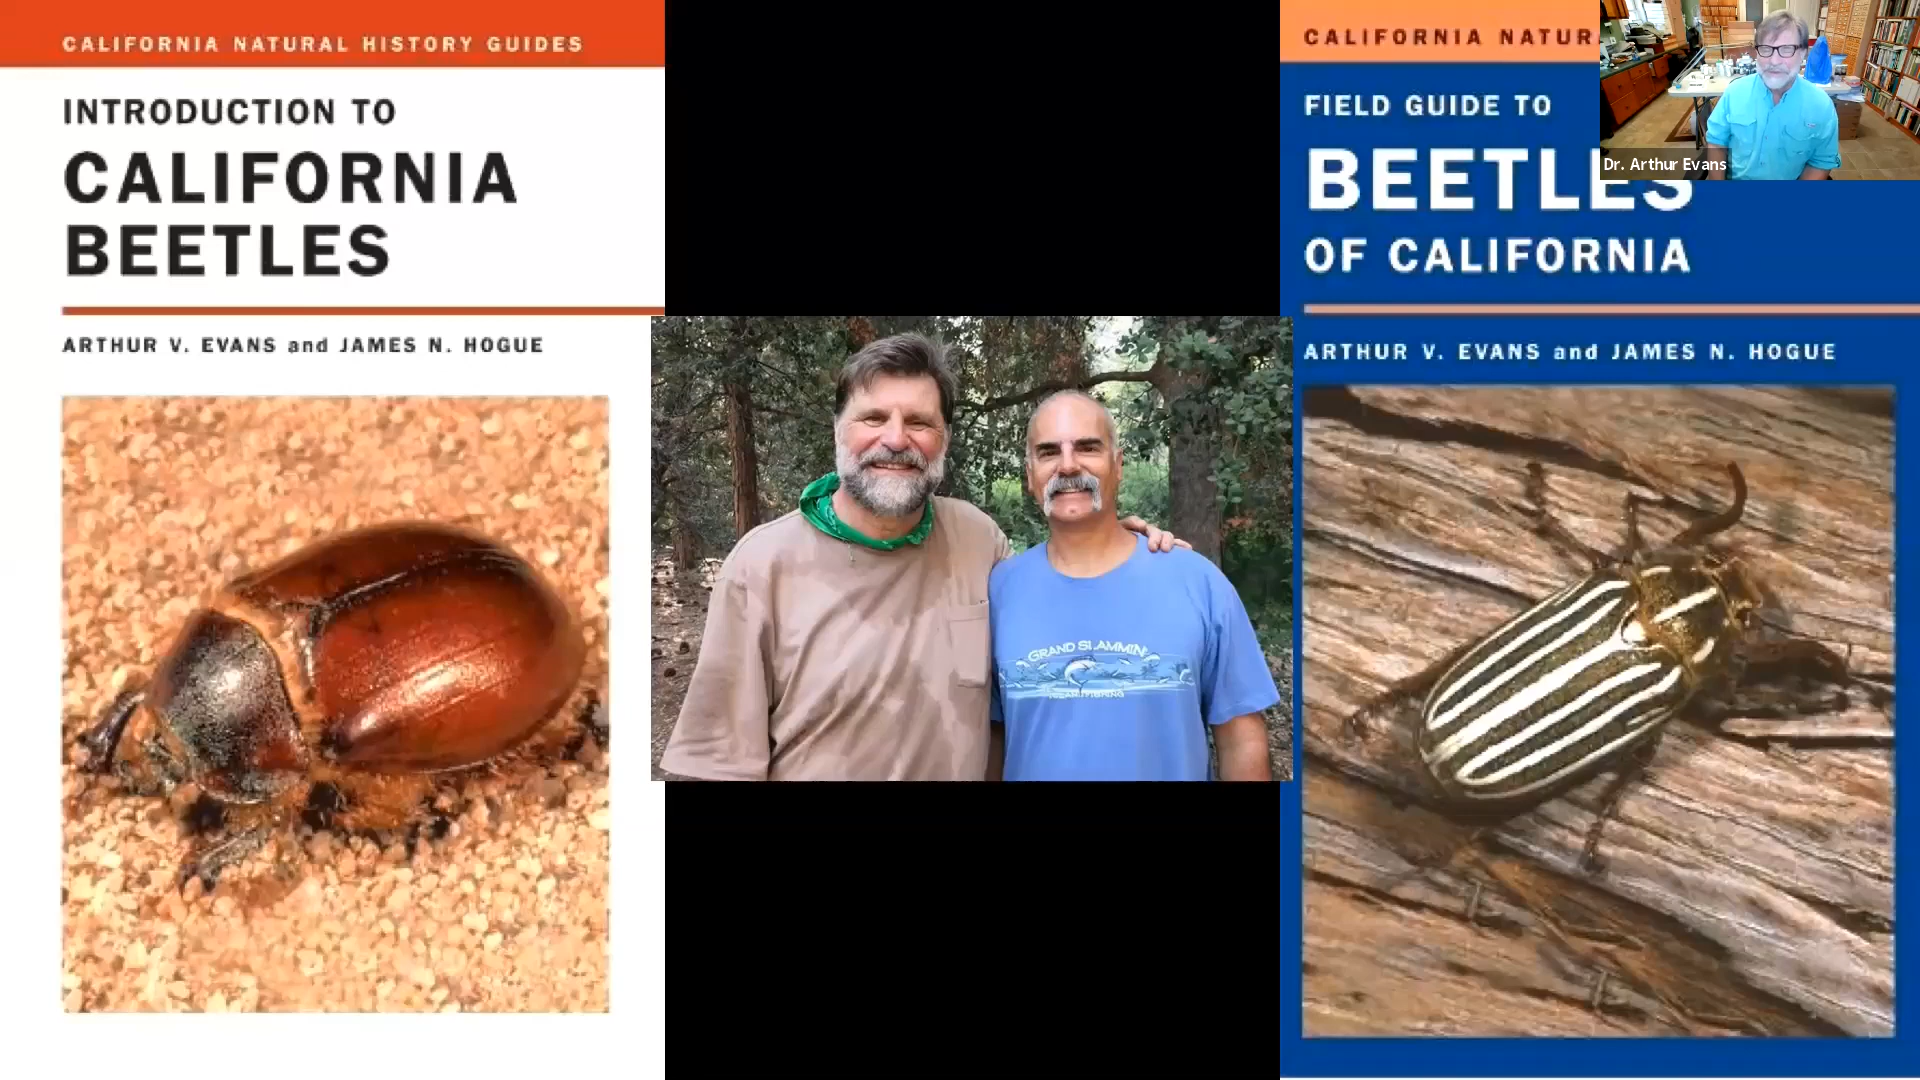 CALIFORNIA NATURAL HISTORY GUIDES
INTRODUCTION TO
CALIFORNIA
BEETLES
ARTHUR V. EVANS and JAMES N. HOGUE
GRAND SLAMMIN'
CALIFORNIA NATUR
FIELD GUIDE TO
BEETLES
OF CALIFORNIA
ARTHUR V. EVANS and JAMES N. HOGUE
Dr. Arthur Evans